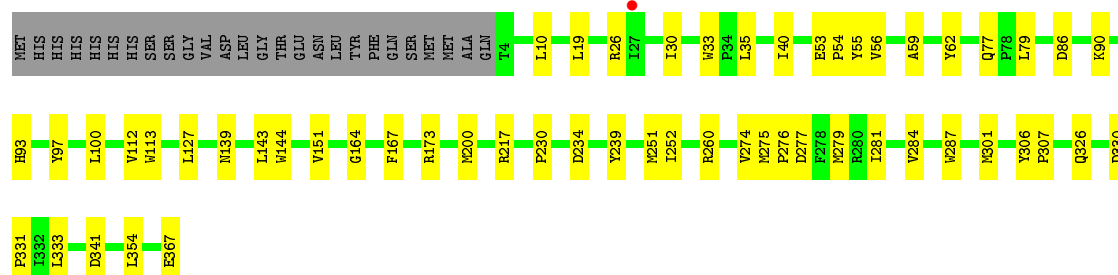 MET HIS HIS HIS HIS HIS HIS SER SER GLY VAL ASP LEU GLY THR GLU ASN LEU TYR PHE GLN SER MET MET ALA GLN T4 L10 L19 R26 I27 I30 W33 P34 L35 I40 E53 P54 Y55 V56 A59 Y62 Q77 P78 L79 D86 K90
H93 Y97 L100 V112 W113 L127 N139 L143 W144 V151 G164 F167 R173 M200 R217 P230 D234 Y239 M251 I252 R260 V274 M275 P276 D277 F278 M279 R280 I281 V284 W287 M301 Y306 P307 Q326
P331 I332 L333 D341 L354 E367